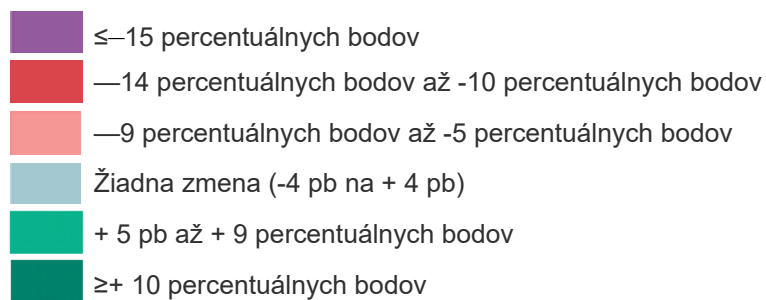 ≤–15 percentuálnych bodov
—14 percentuálnych bodov až -10 percentuálnych bodov
—9 percentuálnych bodov až -5 percentuálnych bodov
Žiadna zmena (-4 pb na + 4 pb)
+ 5 pb až + 9 percentuálnych bodov
≥+ 10 percentuálnych bodov